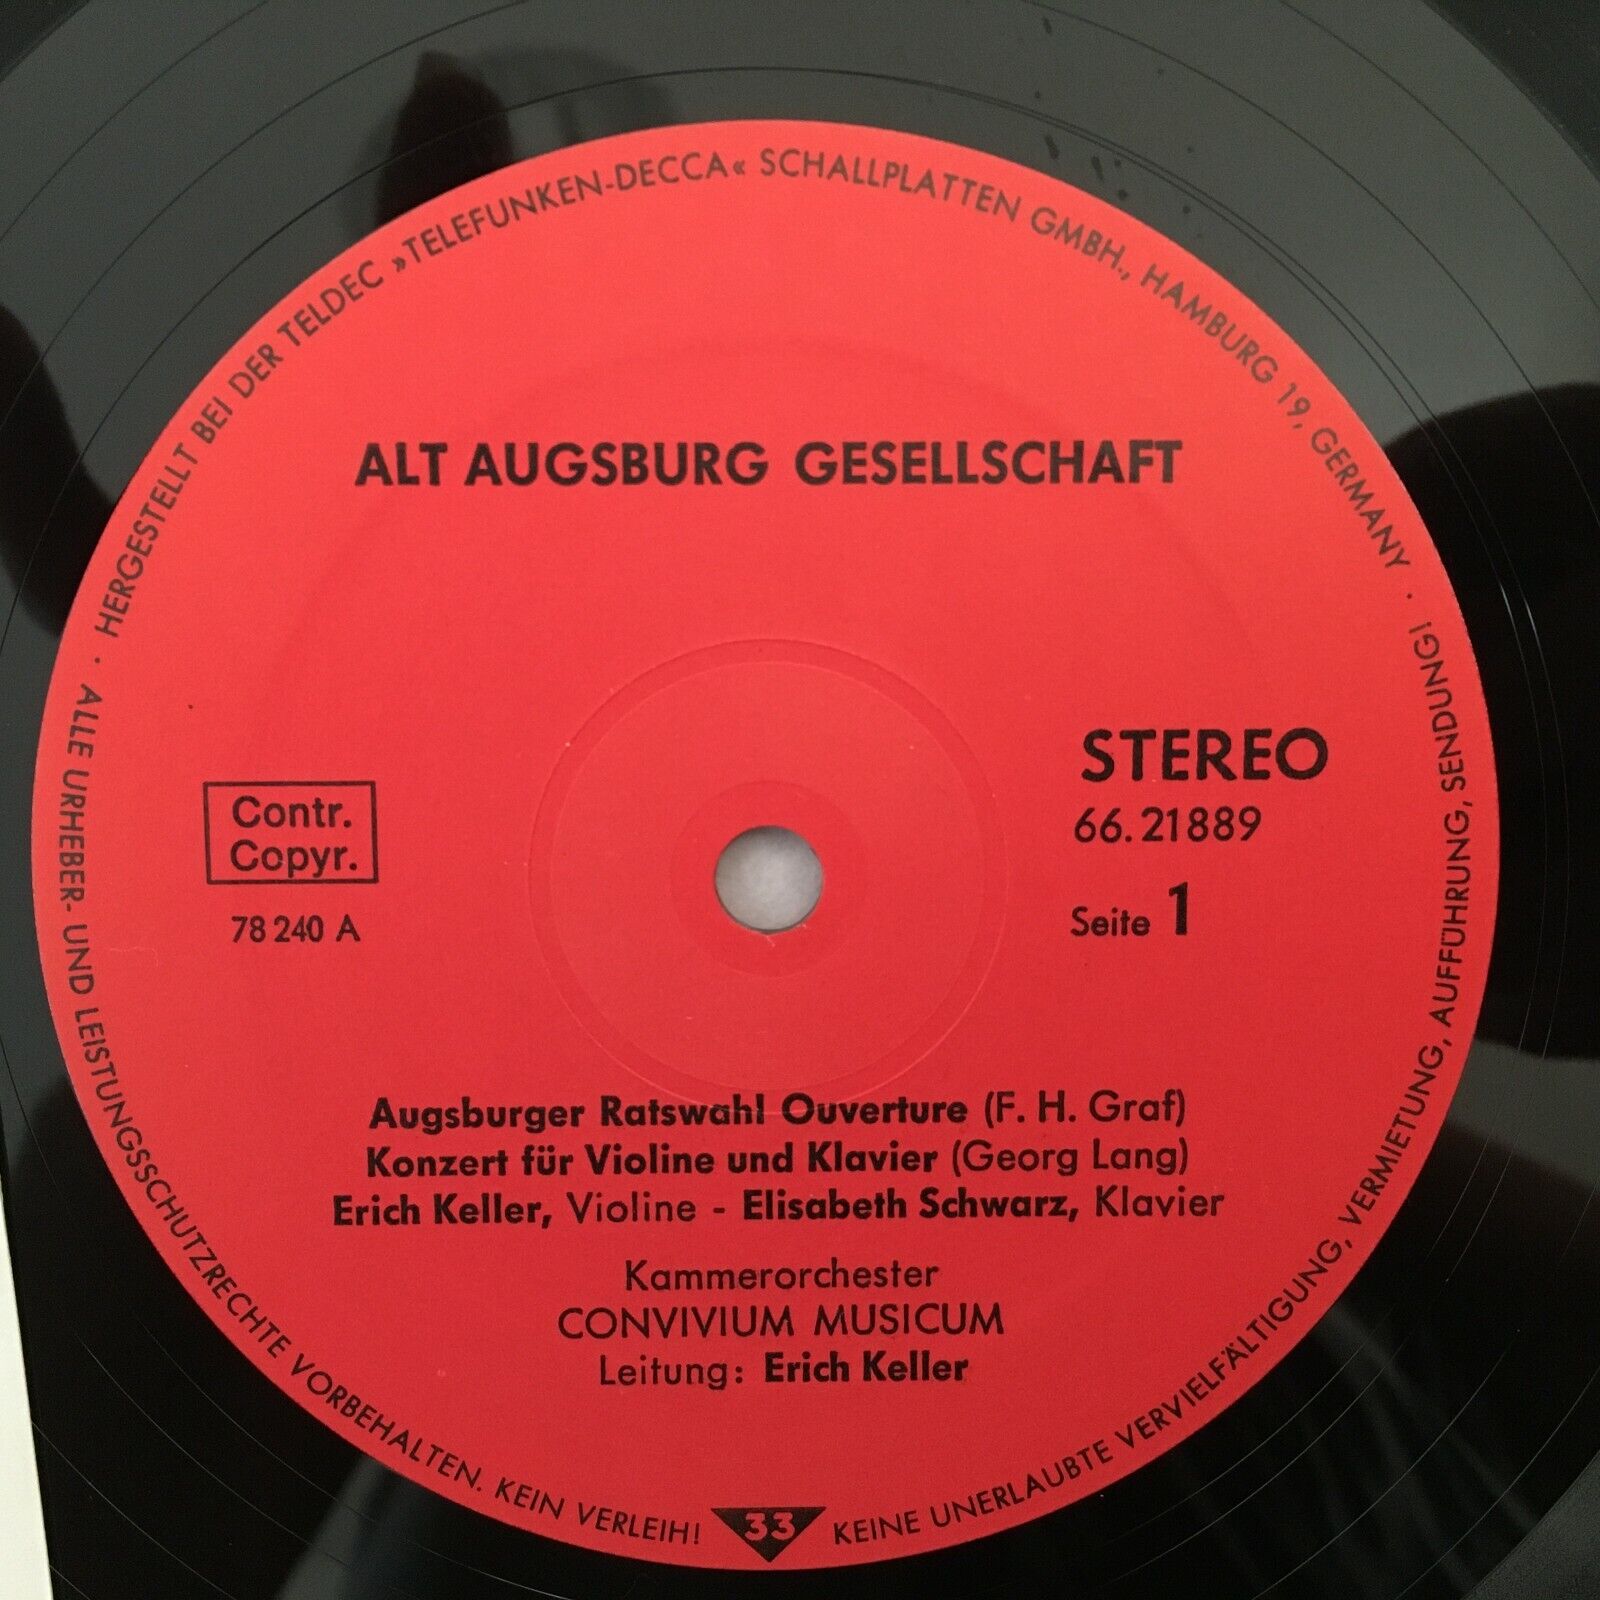 HERGESTELLT BEI DER TELDEC »TELEFUNKEN-DECCA« SCHALLPLATTEN GMBH., HAMBURG 19, GERMANY ·
ALT AUGSBURG GESELLSCHAFT
STEREO
66.21889
Seite 1
Contr.
Copyr.
78 240 A
Augsburger Ratswahl Ouverture (F. H. Graf)
Konzert für Violine und Klavier (Georg Lang)
Erich Keller, Violine - Elisabeth Schwarz, Klavier
Kammerorchester
CONVIVIUM MUSICUM
Leitung: Erich Keller
· ALLE URHEBER- UND LEISTUNGSSCHUTZRECHTE VORBEHALTEN. KEIN VERLEIH!
33
KEINE UNERLAUBTE VERVIELFÄLTIGUNG, VERMIETUNG, AUFFÜHRUNG, SENDUNG!